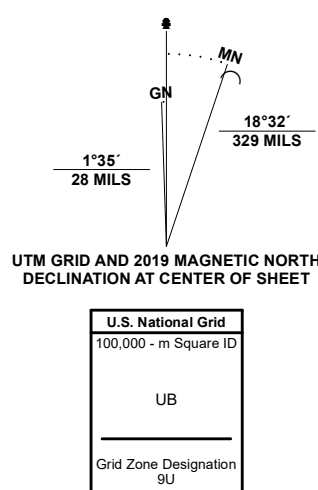 MN
GN
18°32´
329 MILS
1°35´
28 MILS
UTM GRID AND 2019 MAGNETIC NORTH
DECLINATION AT CENTER OF SHEET
U.S. National Grid
100,000 - m Square ID
UB
Grid Zone Designation
9U